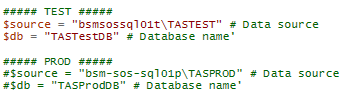 ##### TEST #####
$source = "bsmsossql01t\TASTEST" # Data source
$db = "TASTestDB" # Database name'
##### PROD #####
#$source = "bsm-sos-sql01p\TASPROD" # Data source
#$db = "TASProdDB" # Database name'